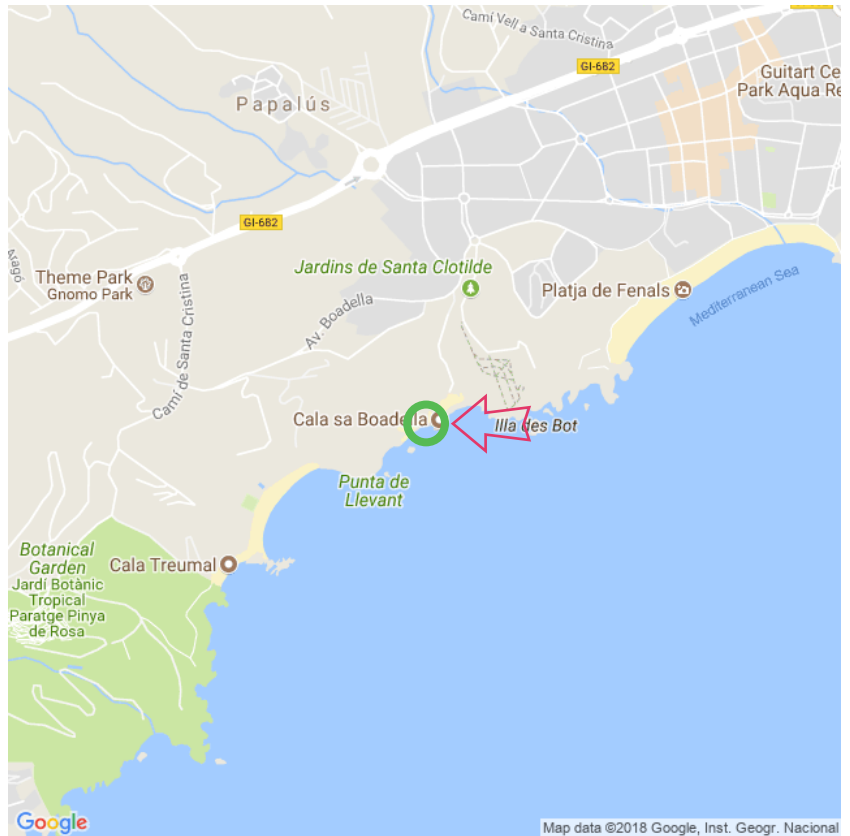 Camí Vell a Santa Cristina
GI-682
Guitart Ce
Park Aqua Re
Papalús
GI-682
Aragó
Theme Park
Gnomo Park
Camí de Santa Cristina
Jardins de Santa Clotilde
Av. Boadella
Platja de Fenals
Mediterranean Sea
Cala sa Boadella
Illa des Bot
Punta de
Llevant
Botanical
Garden
Jardí Botànic
Tropical
Paratge Pinya
de Rosa
Cala Treumal
Google
Map data ©2018 Google, Inst. Geogr. Nacional